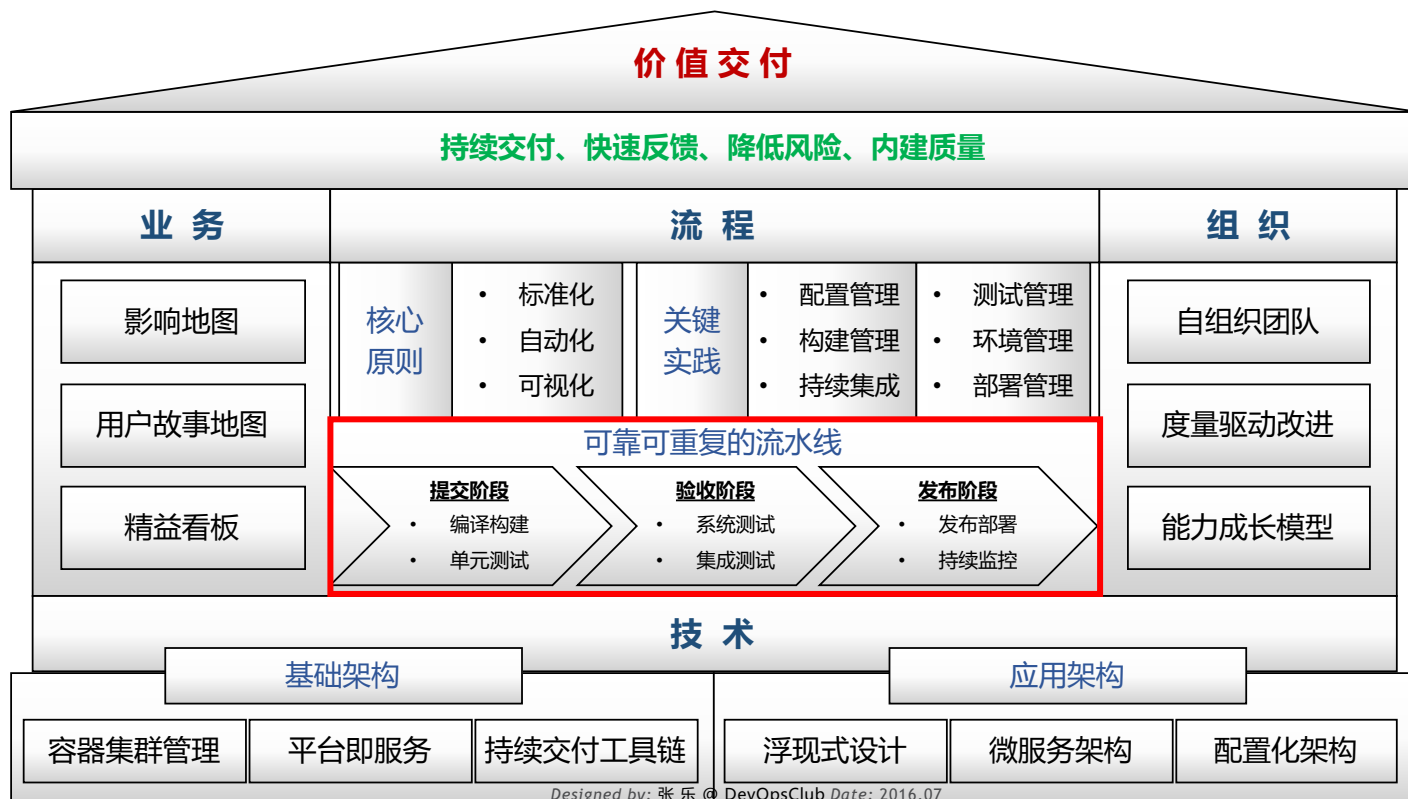 价值交付
持续交付、快速反馈、降低风险、内建质量
业 务
流 程
组 织
影响地图
用户故事地图
精益看板
核心
原则
• 标准化
• 自动化
• 可视化
关键
实践
• 配置管理
• 构建管理
• 持续集成
• 测试管理
• 环境管理
• 部署管理
可靠可重复的流水线
提交阶段
• 编译构建
• 单元测试
验收阶段
• 系统测试
• 集成测试
发布阶段
• 发布部署
• 持续监控
自组织团队
度量驱动改进
能力成长模型
技 术
基础架构
容器集群管理
平台即服务
持续交付工具链
应用架构
浮现式设计
微服务架构
配置化架构
Designed by: 张 乐 @ DevOpsClub Date: 2016.07